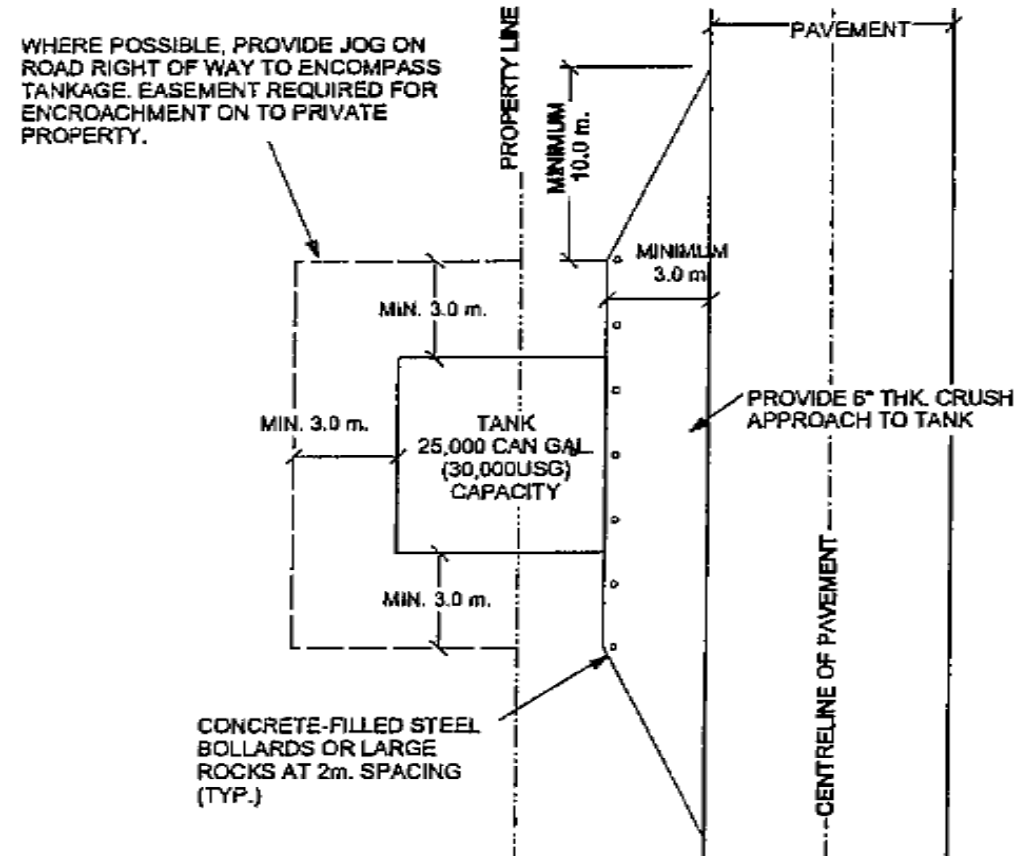 WHERE POSSIBLE, PROVIDE JOG ON
ROAD RIGHT OF WAY TO ENCOMPASS
TANKAGE. EASEMENT REQUIRED FOR
ENCROACHMENT ON TO PRIVATE
PROPERTY.
PROPERTY LINE
PAVEMENT
MINIMUM
10.0 m.
MINIMUM
3.0 m
MIN. 3.0 m.
MIN. 3.0 m.
TANK
25,000 CAN GAL
(30,000USG)
CAPACITY
PROVIDE 6" THK. CRUSH
APPROACH TO TANK
MIN. 3.0 m.
CENTRELINE OF PAVEMENT
CONCRETE-FILLED STEEL
BOLLARDS OR LARGE
ROCKS AT 2m. SPACING
(TYP.)